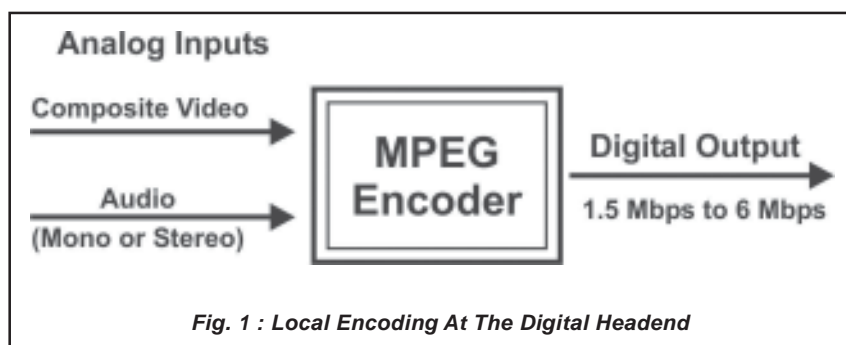 Analog Inputs
Composite Video
Audio
(Mono or Stereo)
MPEG
Encoder
Digital Output
1.5 Mbps to 6 Mbps
Fig. 1 : Local Encoding At The Digital Headend